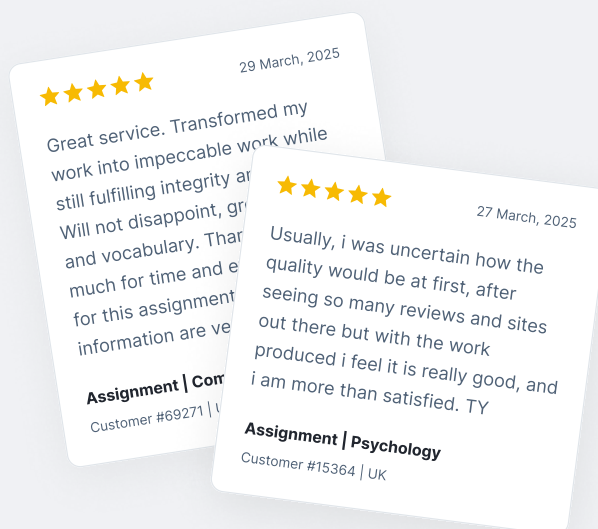 29 March, 2025
Great service. Transformed my
work into impeccable work while
still fulfilling integrity
Will not disappoint,
and vocabulary.
much for time and
for this assignment
information are
Assignment |
Customer #69271 |
27 March, 2025
Usually, i was uncertain how the
quality would be at first, after
seeing so many reviews and sites
out there but with the work
produced i feel it is really good, and
i am more than satisfied. TY
Assignment | Psychology
Customer #15364 | UK